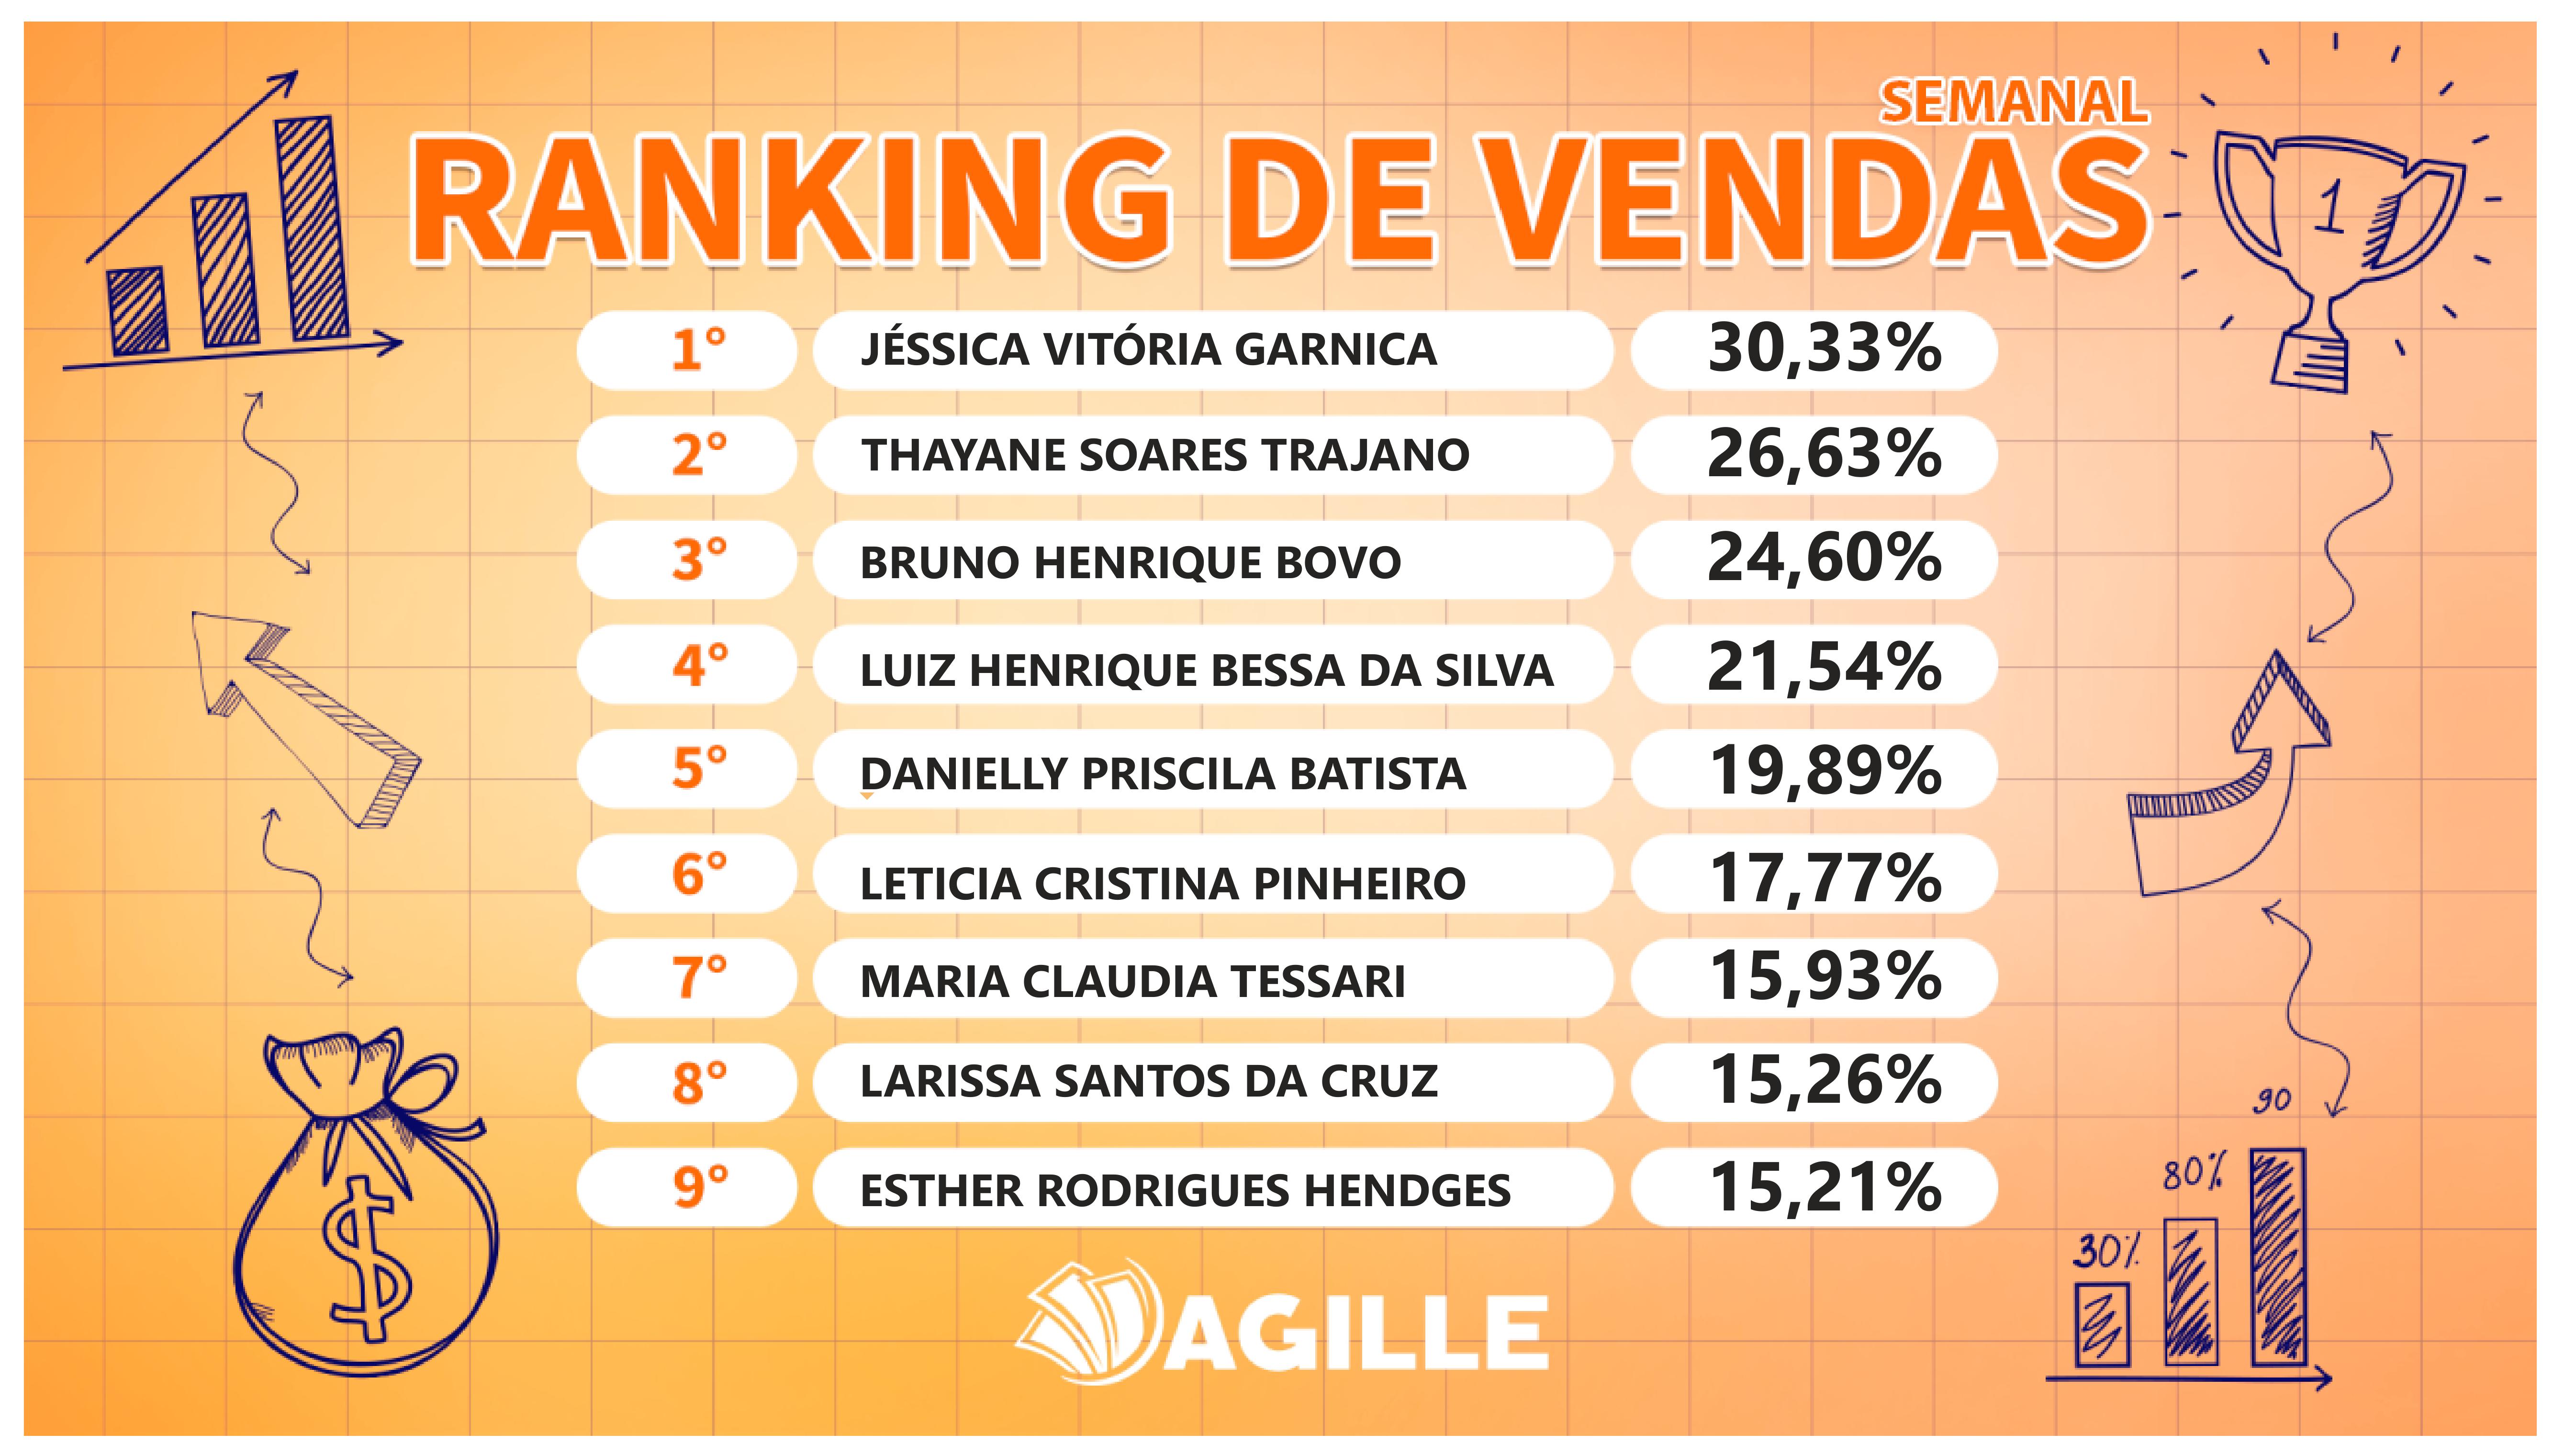 SEMANAL
RANKING DE VENDAS
1
1° JÉSSICA VITÓRIA GARNICA 30,33%
2° THAYANE SOARES TRAJANO 26,63%
3° BRUNO HENRIQUE BOVO 24,60%
4° LUIZ HENRIQUE BESSA DA SILVA 21,54%
5° DANIELLY PRISCILA BATISTA 19,89%
6° LETICIA CRISTINA PINHEIRO 17,77%
7° MARIA CLAUDIA TESSARI 15,93%
8° LARISSA SANTOS DA CRUZ 15,26%
9° ESTHER RODRIGUES HENDGES 15,21%
$
30% 80% 90
AGILLE